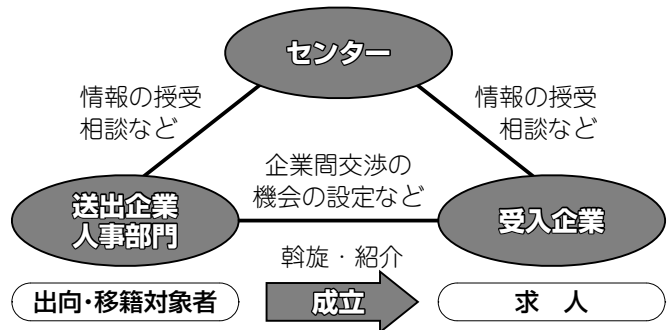 センター
情報の授受
相談など
情報の授受
相談など
企業間交渉の
機会の設定など
送出企業
人事部門
受入企業
斡旋・紹介
出向・移籍対象者
成立
求 人